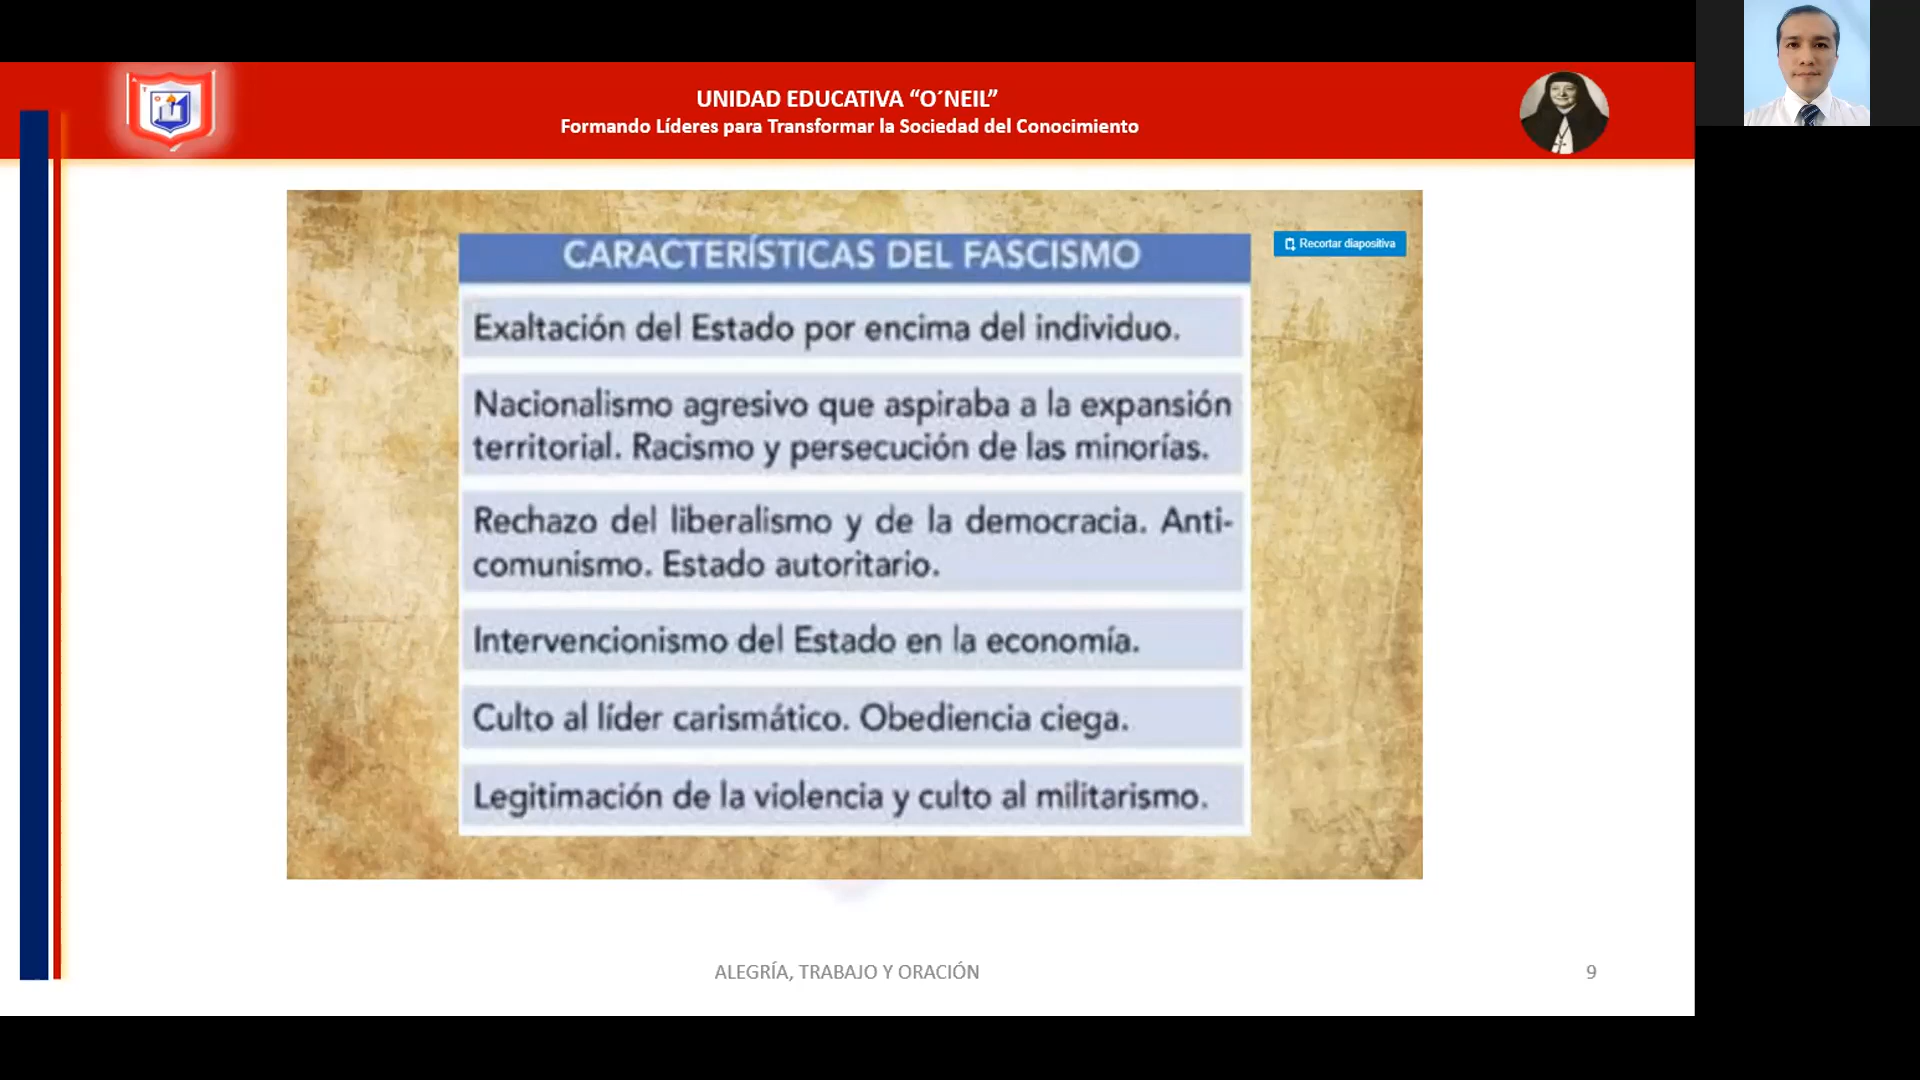 UNIDAD EDUCATIVA “O´NEIL”
Formando Líderes para Transformar la Sociedad del Conocimiento
CARACTERÍSTICAS DEL FASCISMO
Recortar diapositiva
Exaltación del Estado por encima del individuo.
Nacionalismo agresivo que aspiraba a la expansión
territorial. Racismo y persecución de las minorías.
Rechazo del liberalismo y de la democracia. Anti-
comunismo. Estado autoritario.
Intervencionismo del Estado en la economía.
Culto al líder carismático. Obediencia ciega.
Legitimación de la violencia y culto al militarismo.
ALEGRÍA, TRABAJO Y ORACIÓN
9